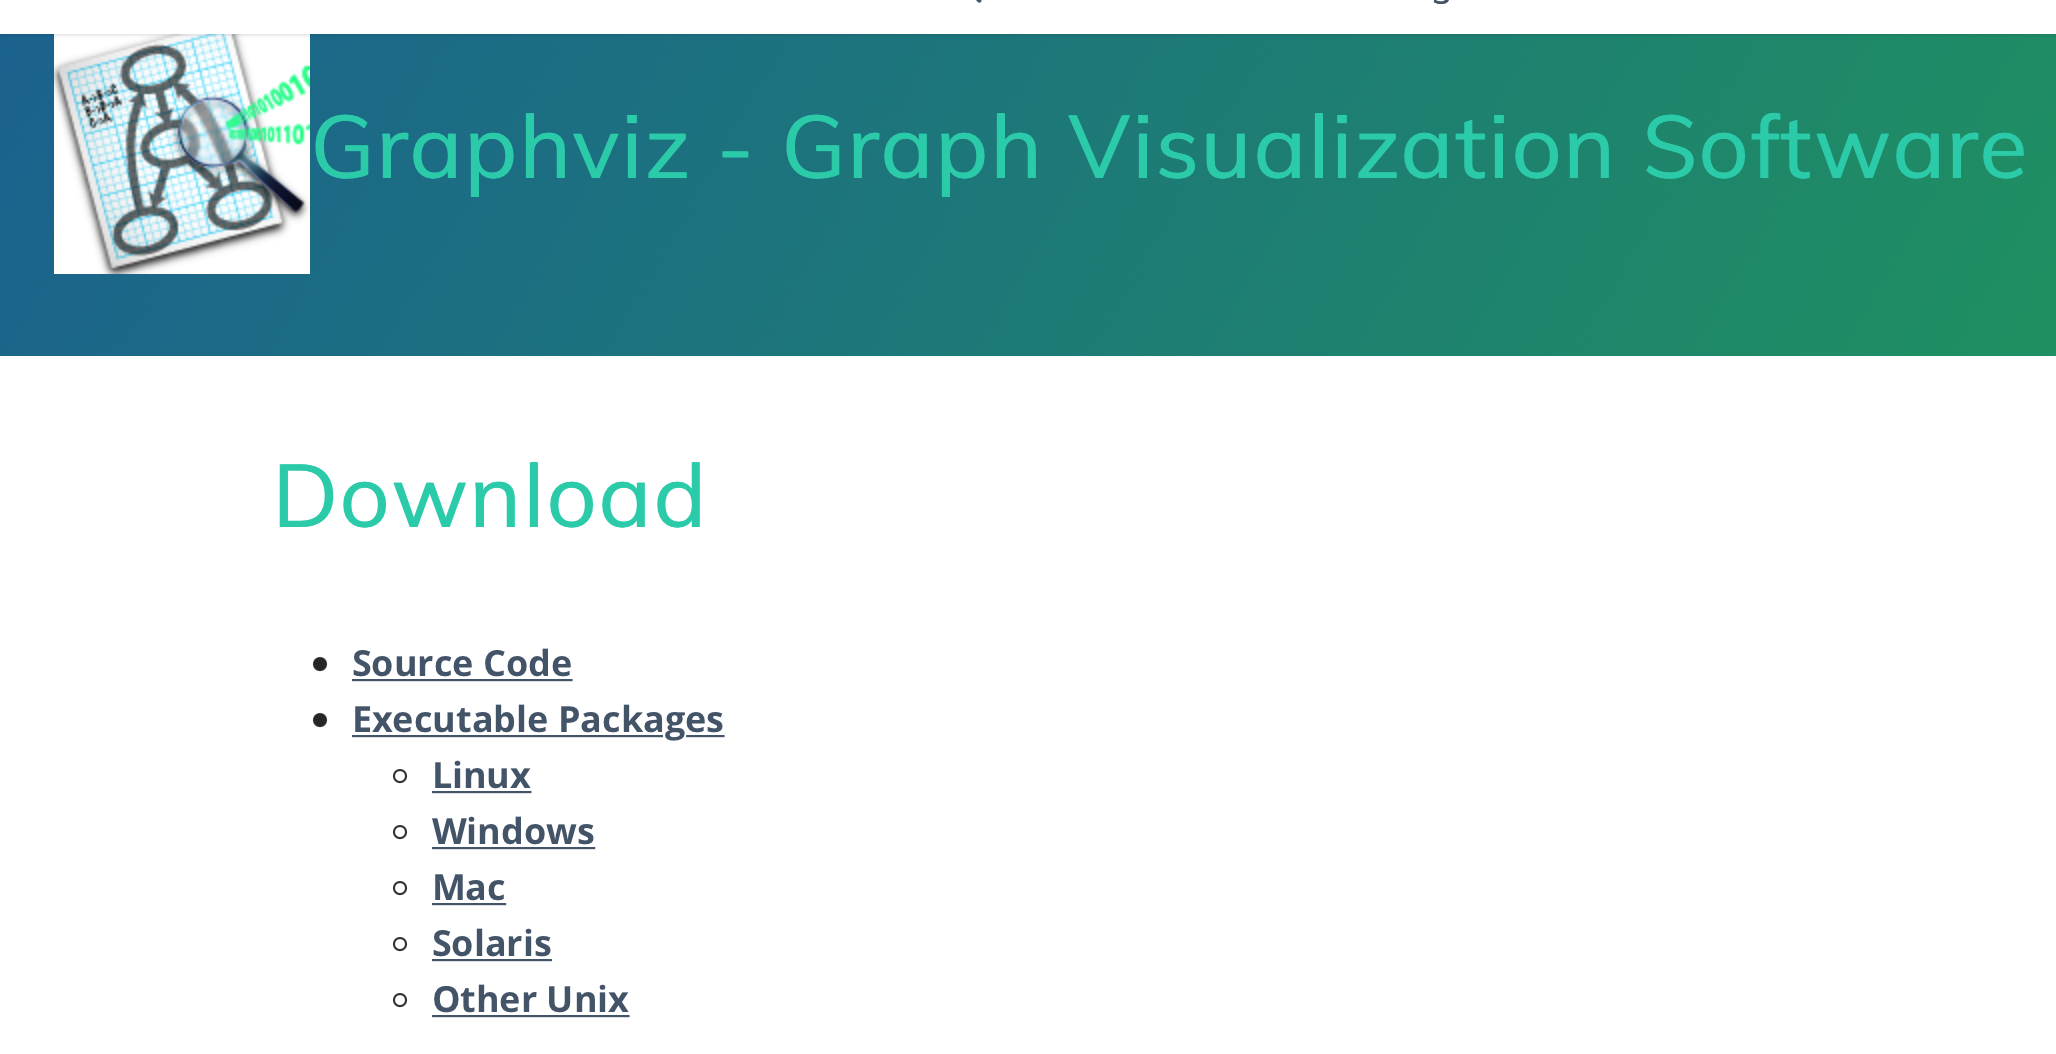 Graphviz - Graph Visualization Software
Download
Source Code
Executable Packages
Linux
Windows
Mac
Solaris
Other Unix